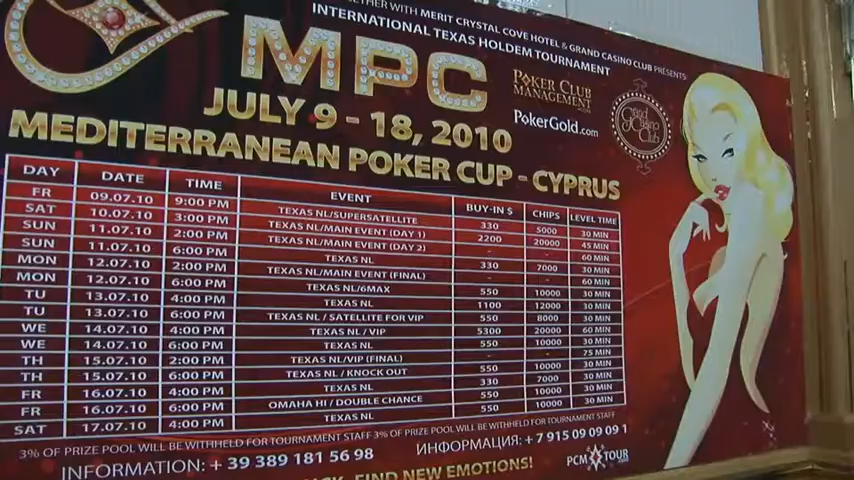 TOGETHER WITH MERIT CRYSTAL COVE HOTEL & GRAND CASINO CLUB PRESENTS
INTERNATIONAL TEXAS HOLDEM TOURNAMENT
MPC
POKER CLUB MANAGEMENT
POKERGOLD.COM
Grand Casino Club
JULY 9 - 18, 2010
MEDITERRANEAN POKER CUP - CYPRUS
DAY DATE TIME EVENT BUY-IN $ CHIPS LEVEL TIME
FR 09.07.10 9:00 PM TEXAS NL/SUPERSATELLITE 330 5000 30 MIN
SAT 10.07.10 3:00 PM TEXAS NL/MAIN EVENT (DAY 1) 2200 20000 45 MIN
SUN 11.07.10 2:00 PM TEXAS NL/MAIN EVENT (DAY 2) - - 60 MIN
SUN 11.07.10 6:00 PM TEXAS NL 330 7000 30 MIN
MON 12.07.10 2:00 PM TEXAS NL/MAIN EVENT (FINAL) - - 60 MIN
MON 12.07.10 6:00 PM TEXAS NL/6MAX 550 10000 30 MIN
TU 13.07.10 4:00 PM TEXAS NL 1100 12000 30 MIN
TU 13.07.10 6:00 PM TEXAS NL / SATELLITE FOR VIP 550 8000 30 MIN
WE 14.07.10 4:00 PM TEXAS NL / VIP 5300 20000 60 MIN
WE 14.07.10 6:00 PM TEXAS NL 550 10000 30 MIN
TH 15.07.10 2:00 PM TEXAS NL/VIP (FINAL) - - 25 MIN
TH 15.07.10 6:00 PM TEXAS NL / KNOCK OUT 550 10000 30 MIN
FR 16.07.10 4:00 PM TEXAS NL 330 7000 30 MIN
FR 16.07.10 6:00 PM OMAHA HI / DOUBLE CHANCE 550 10000 30 MIN
SAT 17.07.10 4:00 PM TEXAS NL 550 10000 30 MIN
3% OF PRIZE POOL WILL BE WITHHELD FOR TOURNAMENT STAFF 3% OF PRIZE POOL WILL BE WITHHELD FOR TOURNAMENT STAFF
INFORMATION: + 39 389 181 56 98 ИНФОРМАЦИЯ: + 7 915 09 09 09 1
FIND NEW EMOTIONS!
PCM TOUR